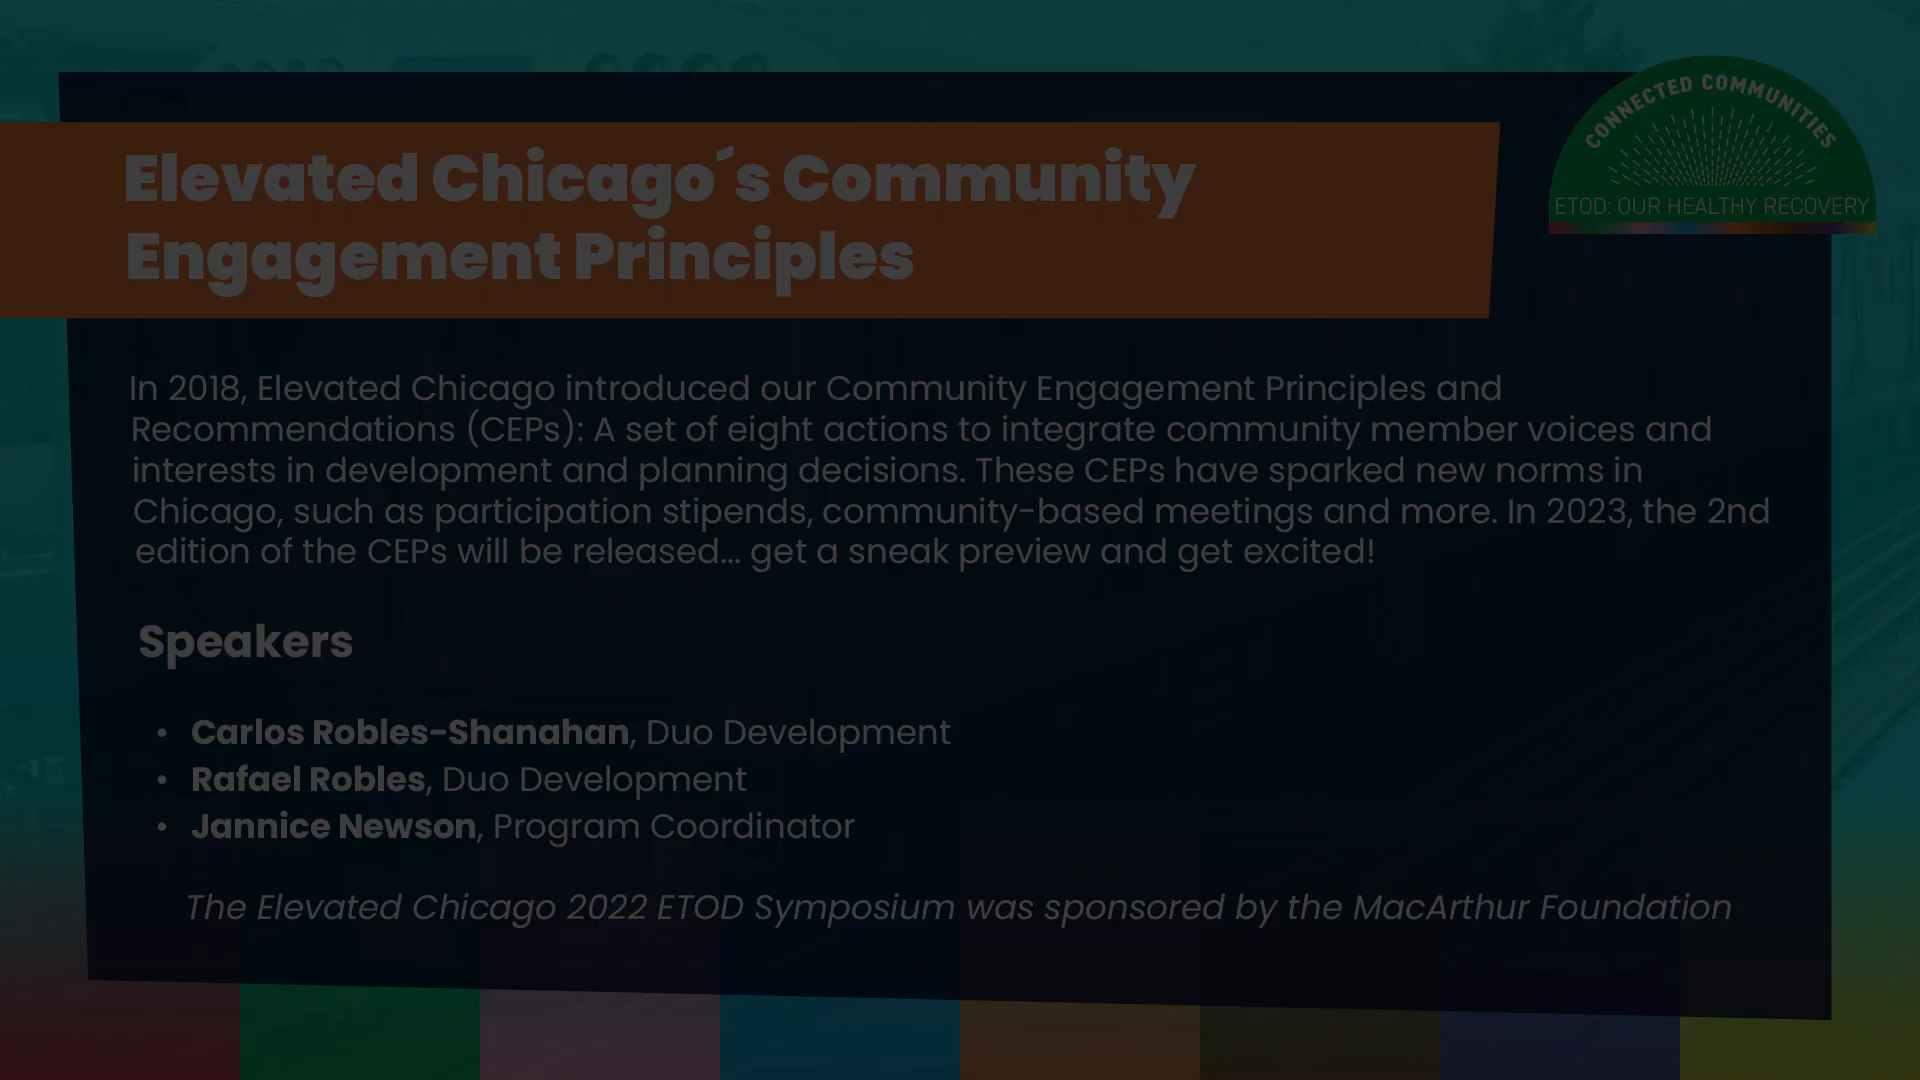 CONNECTED COMMUNITIES
ETOD: OUR HEALTHY RECOVERY
Elevated Chicago´s Community
Engagement Principles
In 2018, Elevated Chicago introduced our Community Engagement Principles and
Recommendations (CEPs): A set of eight actions to integrate community member voices and
interests in development and planning decisions. These CEPs have sparked new norms in
Chicago, such as participation stipends, community-based meetings and more. In 2023, the 2nd
edition of the CEPs will be released... get a sneak preview and get excited!
Speakers
• Carlos Robles-Shanahan, Duo Development
• Rafael Robles, Duo Development
• Jannice Newson, Program Coordinator
The Elevated Chicago 2022 ETOD Symposium was sponsored by the MacArthur Foundation